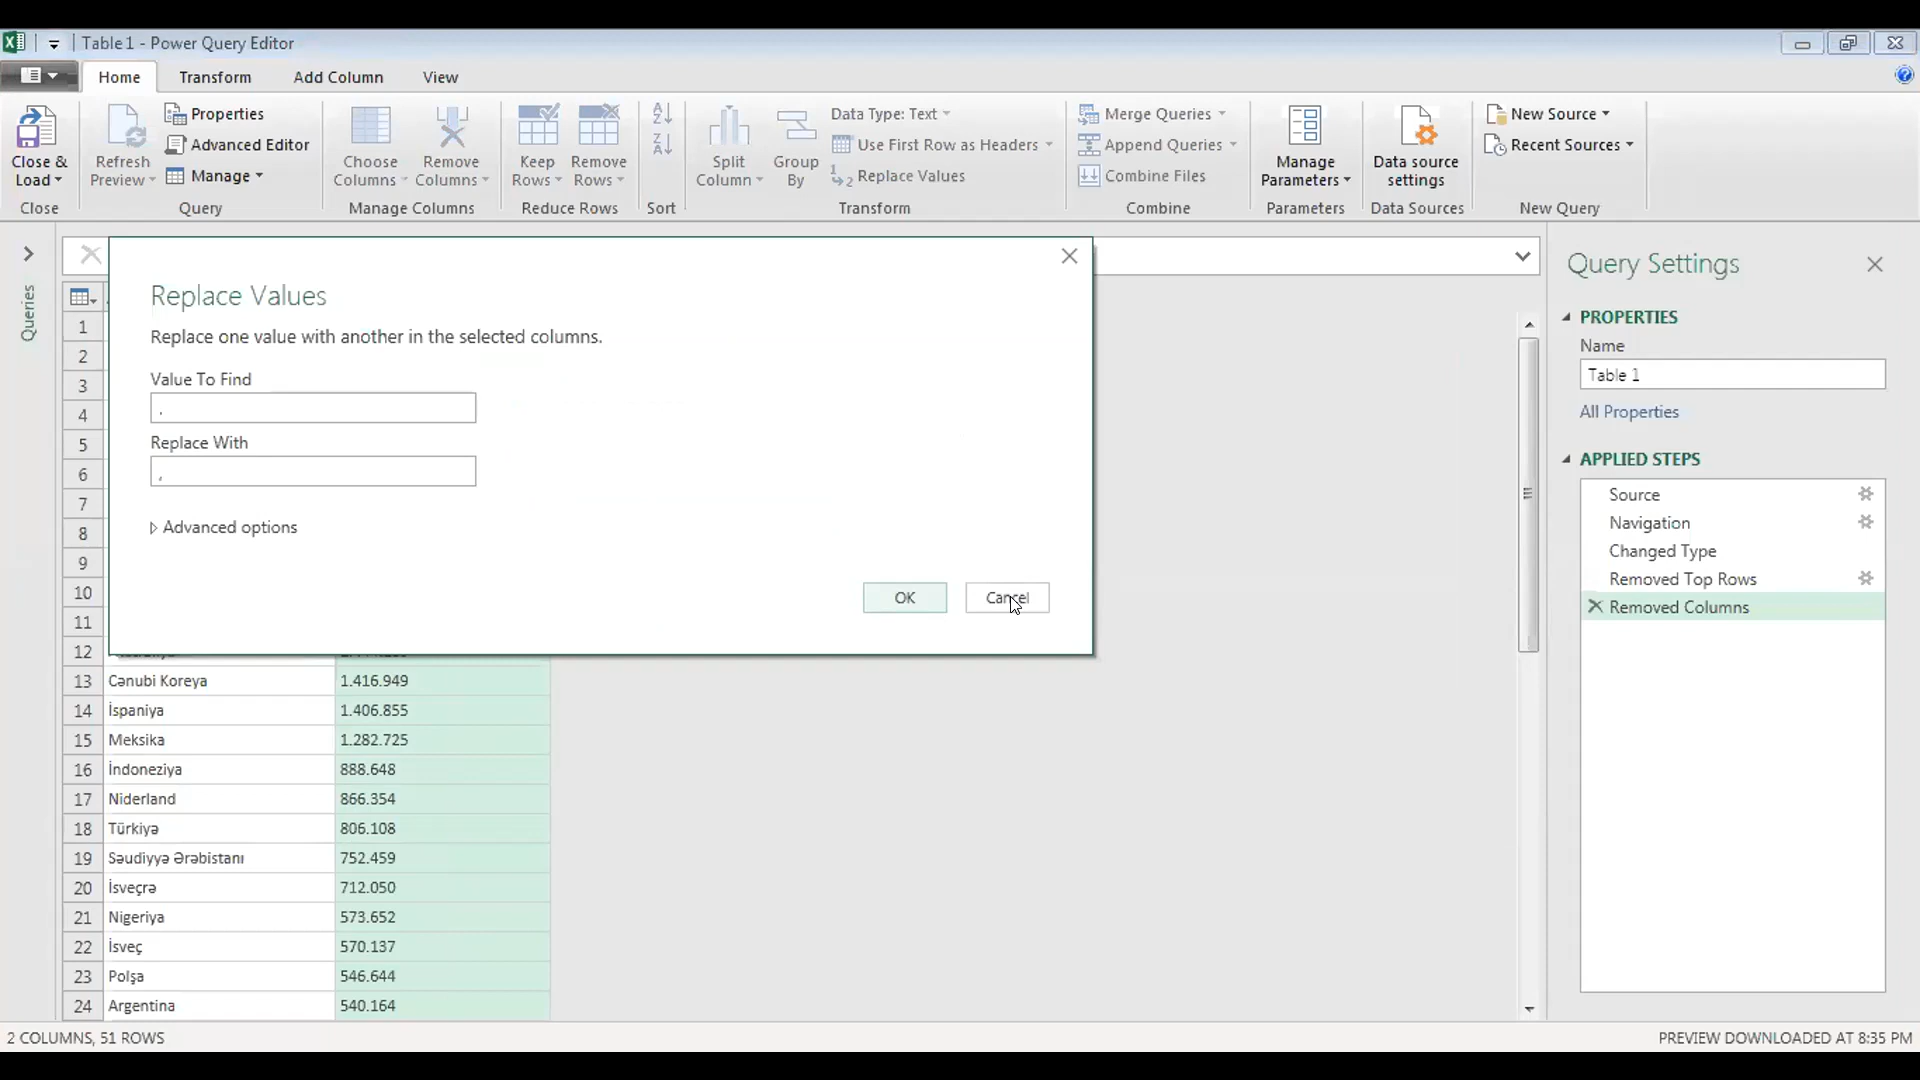 Table 1 - Power Query Editor
Home Transform Add Column View
Close & Load
Close
Refresh Preview
Properties
Advanced Editor
Manage
Query
Choose Columns
Remove Columns
Manage Columns
Keep Rows
Remove Rows
Reduce Rows
Sort
Split Column
Group By
Data Type: Text
Use First Row as Headers
Replace Values
Transform
Merge Queries
Append Queries
Combine Files
Combine
Manage Parameters
Parameters
Data source settings
Data Sources
New Source
Recent Sources
New Query
Queries
Replace Values
Replace one value with another in the selected columns.
Value To Find
.
Replace With
,
Advanced options
OK Cancel
1
2
3
4
5
6
7
8
9
10
11
12
13 Cənubi Koreya 1.416.949
14 İspaniya 1.406.855
15 Meksika 1.282.725
16 İndoneziya 888.648
17 Niderland 866.354
18 Türkiyə 806.108
19 Səudiyyə Ərəbistanı 752.459
20 İsveçrə 712.050
21 Nigeriya 573.652
22 İsveç 570.137
23 Polşa 546.644
24 Argentina 540.164
Query Settings
PROPERTIES
Name
Table 1
All Properties
APPLIED STEPS
Source
Navigation
Changed Type
Removed Top Rows
Removed Columns
2 COLUMNS, 51 ROWS
PREVIEW DOWNLOADED AT 8:35 PM